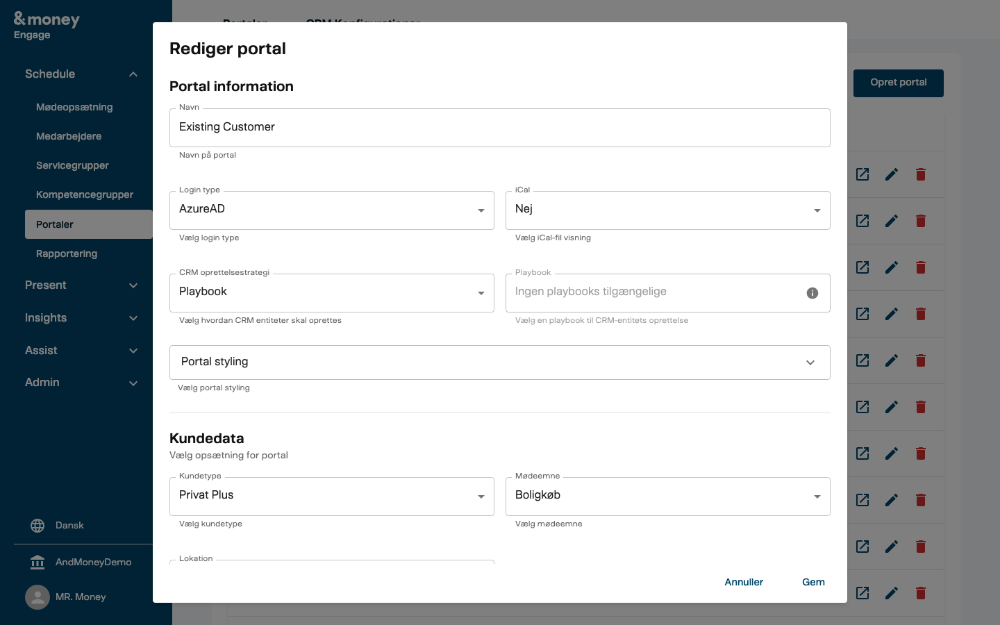 &money
Engage
Schedule
Mødeopsætning
Medarbejdere
Servicegrupper
Kompetencegrupper
Portaler
Rapportering
Present
Insights
Assist
Admin
Dansk
AndMoneyDemo
MR. Money
Portaler
CRM Konfigurationer
Opret portal
Rediger portal
Portal information
Navn
Existing Customer
Navn på portal
Login type
AzureAD
Vælg login type
iCal
Nej
Vælg iCal-fil visning
CRM oprettelsestrategi
Playbook
Vælg hvordan CRM entiteter skal oprettes
Playbook
Ingen playbooks tilgængelige
Vælg en playbook til CRM-entitets oprettelse
Portal styling
Vælg portal styling
Kundedata
Vælg opsætning for portal
Kundetype
Privat Plus
Vælg kundetype
Mødeemne
Boligkøb
Vælg mødeemne
Lokation
Annuller
Gem